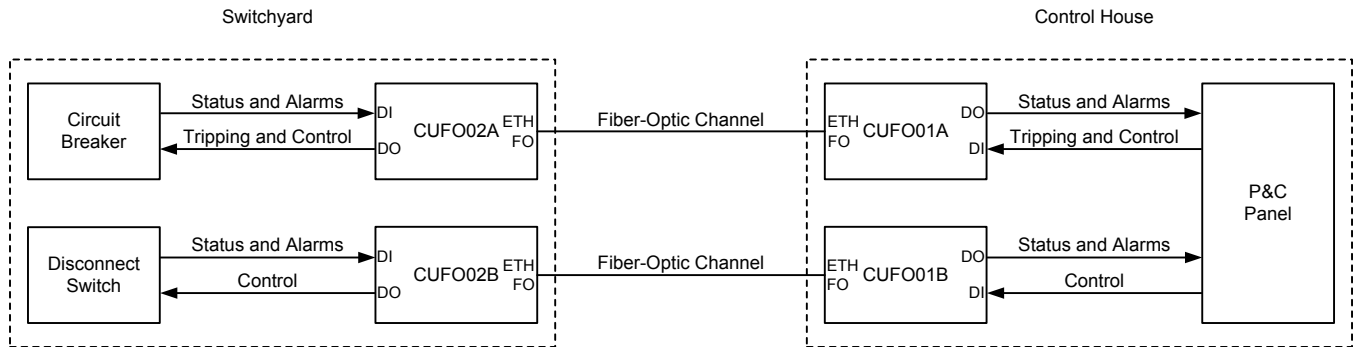 Switchyard
Control House
Circuit
Breaker
Status and Alarms
Tripping and Control
DI
DO
CUFO02A
ETH
FO
Fiber-Optic Channel
ETH
FO
CUFO01A
DO
DI
Status and Alarms
Tripping and Control
P&C
Panel
Disconnect
Switch
Status and Alarms
Control
DI
DO
CUFO02B
ETH
FO
Fiber-Optic Channel
ETH
FO
CUFO01B
DO
DI
Status and Alarms
Control